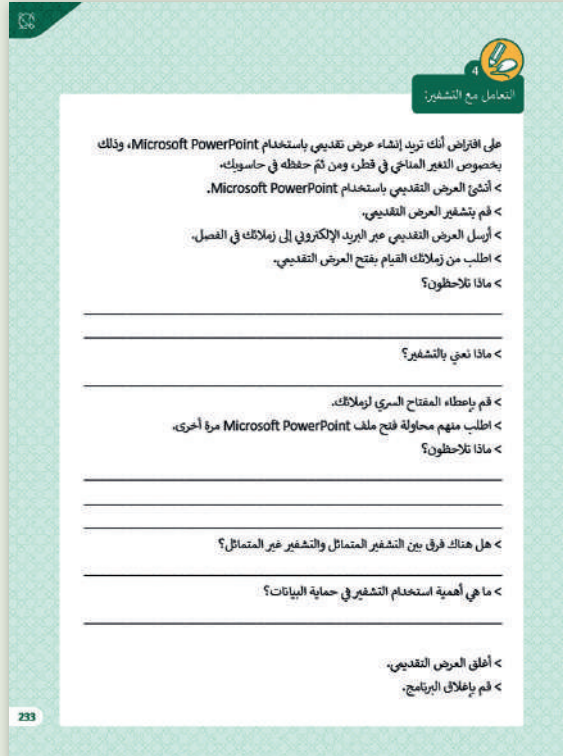 4
التعامل مع التشفير:
على افتراض أنك تريد إنشاء عرض تقديمي باستخدام Microsoft PowerPoint، وذلك
بخصوص التغير المناخي في قطر، ومن ثمّ حفظه في حاسوبك.
> أنشئ العرض التقديمي باستخدام Microsoft PowerPoint.
> قم بتشفير العرض التقديمي.
> أرسل العرض التقديمي عبر البريد الإلكتروني إلى زملائك في الفصل.
> اطلب من زملائك القيام بفتح العرض التقديمي.
> ماذا تلاحظون؟
> ماذا نعني بالتشفير؟
> قم بإعطاء المفتاح السري لزملائك.
> اطلب منهم محاولة فتح ملف Microsoft PowerPoint مرة أخرى.
> ماذا تلاحظون؟
> هل هناك فرق بين التشفير المتماثل والتشفير غير المتماثل؟
> ما هي أهمية استخدام التشفير في حماية البيانات؟
> أغلق العرض التقديمي.
> قم بإغلاق البرنامج.
233